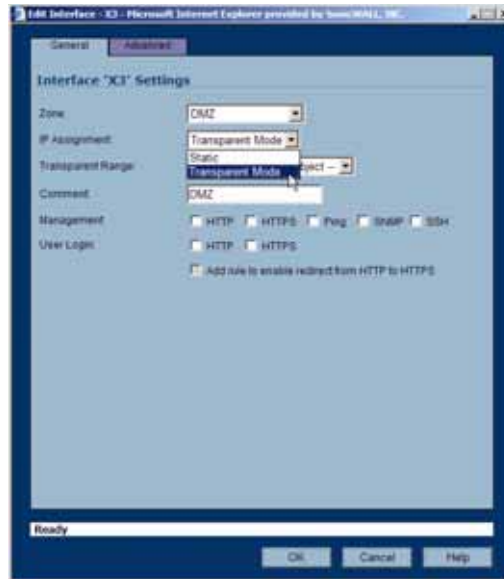 Edit Interface - X3 - Microsoft Internet Explorer provided by SonicWALL, INC.
General Advanced
Interface 'X3' Settings
Zone: DMZ
IP Assignment: Transparent Mode
Static
Transparent Mode
Transparent Range: bject --
Comment: DMZ
Management: HTTP HTTPS Ping SNMP SSH
User Login: HTTP HTTPS
Add rule to enable redirect from HTTP to HTTPS
Ready
OK Cancel Help